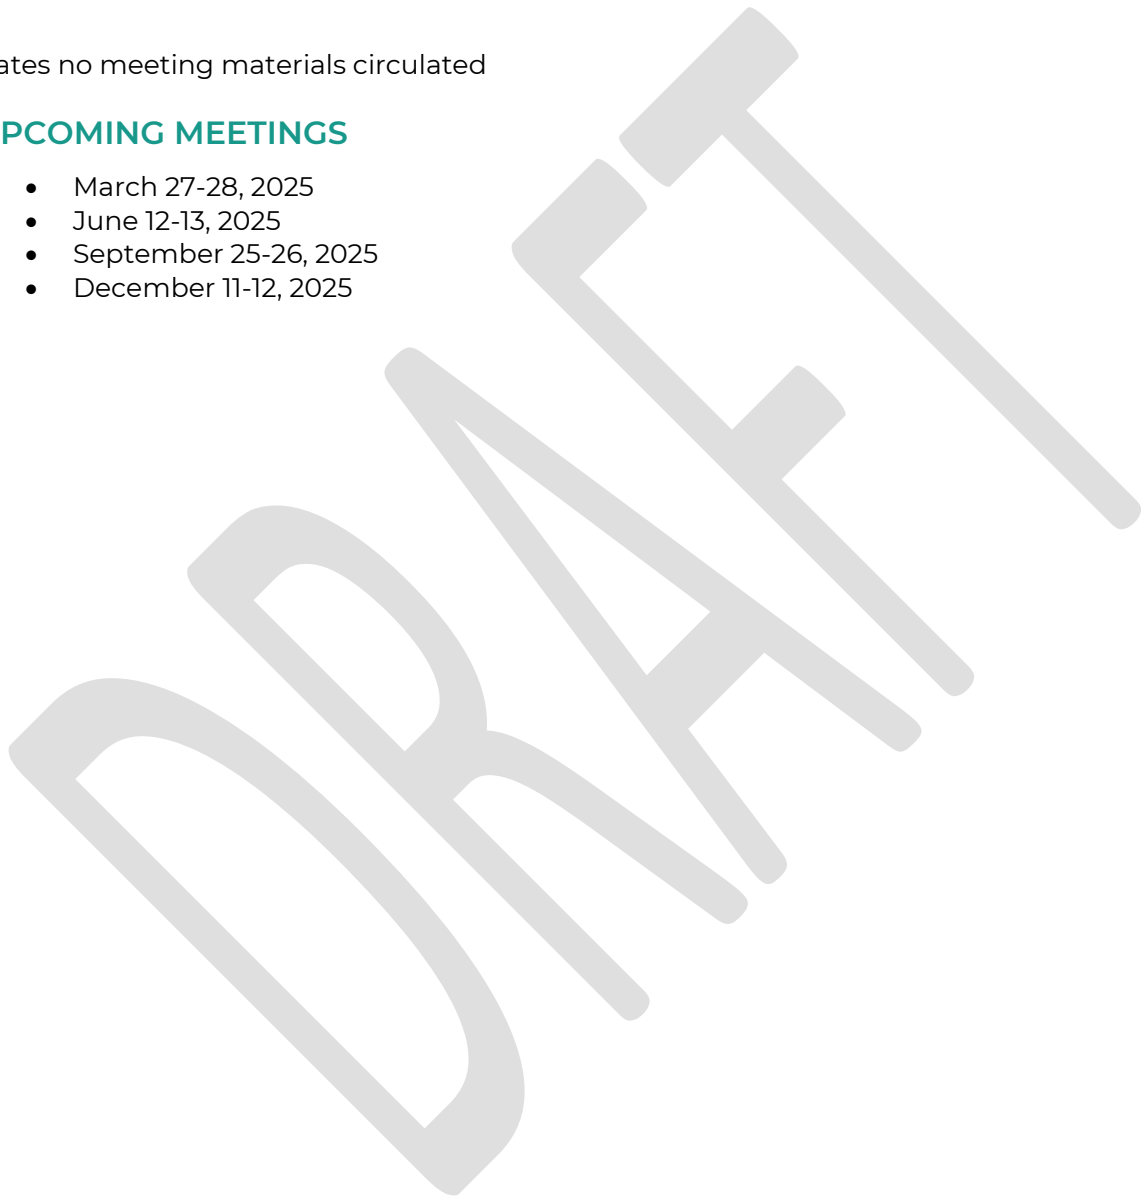 ates no meeting materials circulated
PCOMING MEETINGS
• March 27-28, 2025
• June 12-13, 2025
• September 25-26, 2025
• December 11-12, 2025
DRAFT